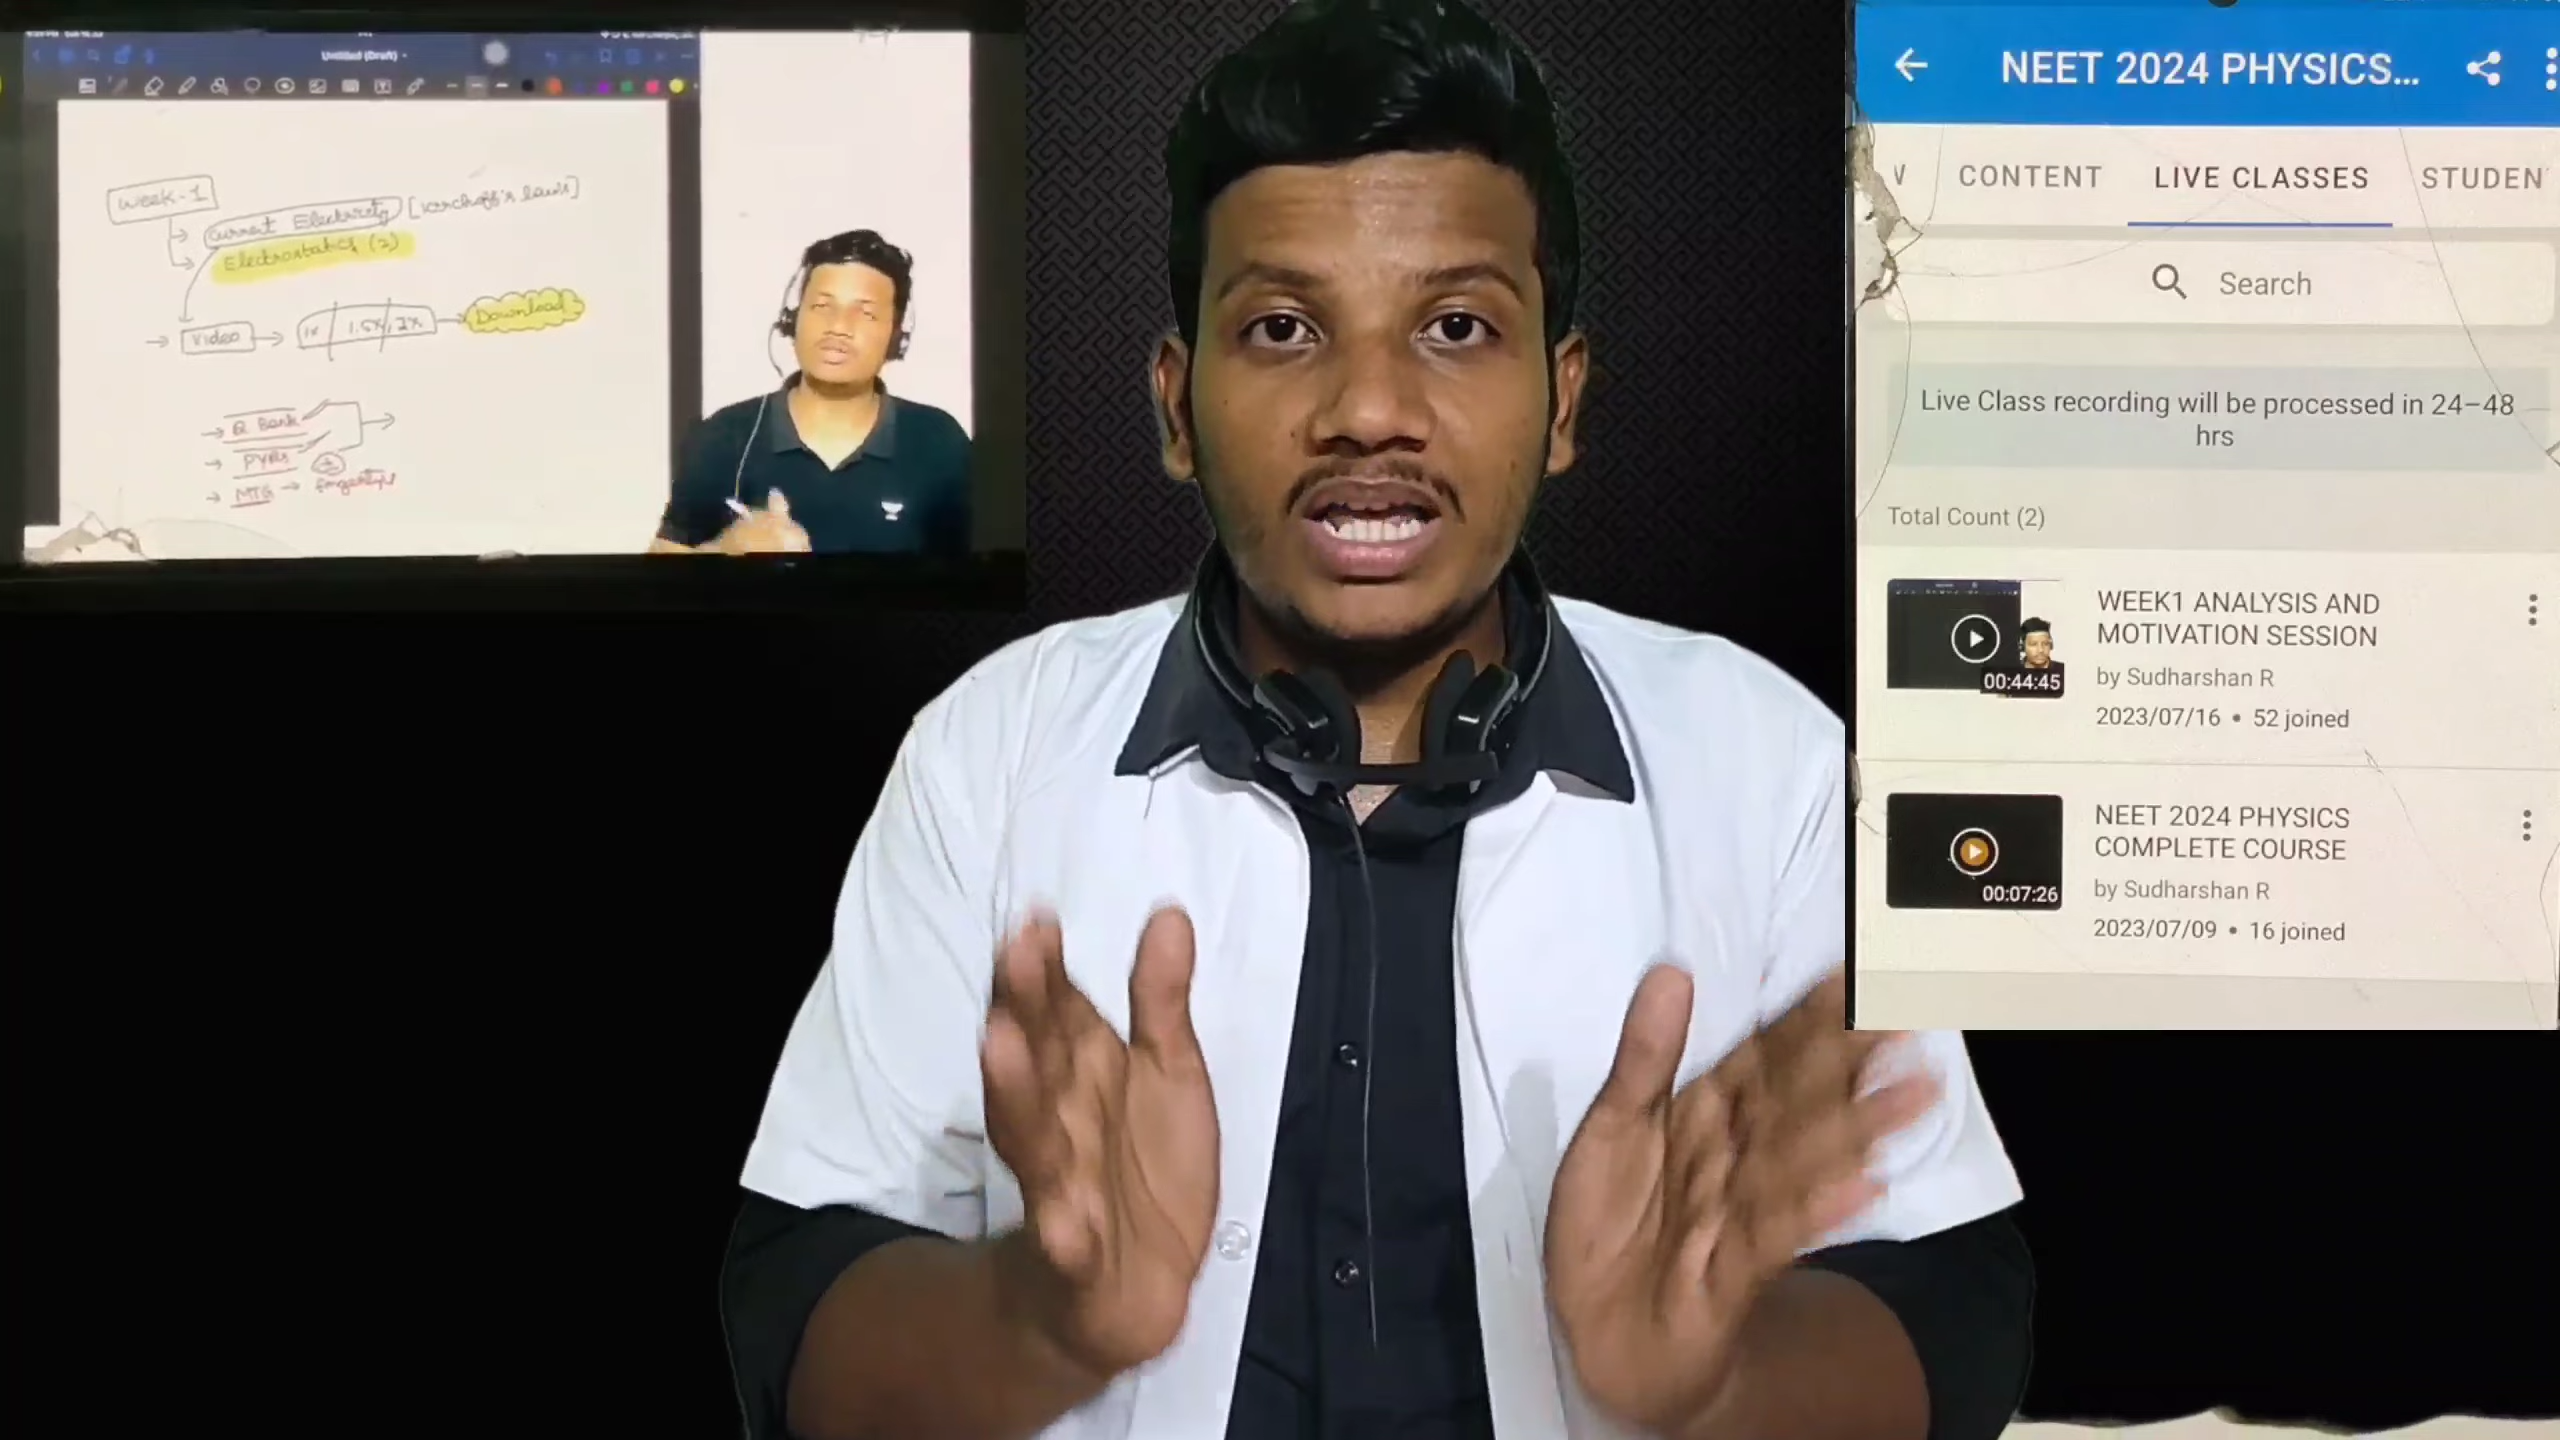 Untitled (Draft)
Week-1
Current Electricity [Kirchoff's laws]
Electrostatics (2)
Video
1x 1.5x, 2x
Download
Q Bank
PYQs
MTG → fingertips
NEET 2024 PHYSICS...
CONTENT LIVE CLASSES STUDEN
Search
Live Class recording will be processed in 24–48
hrs
Total Count (2)
WEEK1 ANALYSIS AND
MOTIVATION SESSION
by Sudharshan R
2023/07/16 • 52 joined
00:44:45
NEET 2024 PHYSICS
COMPLETE COURSE
by Sudharshan R
2023/07/09 • 16 joined
00:07:26